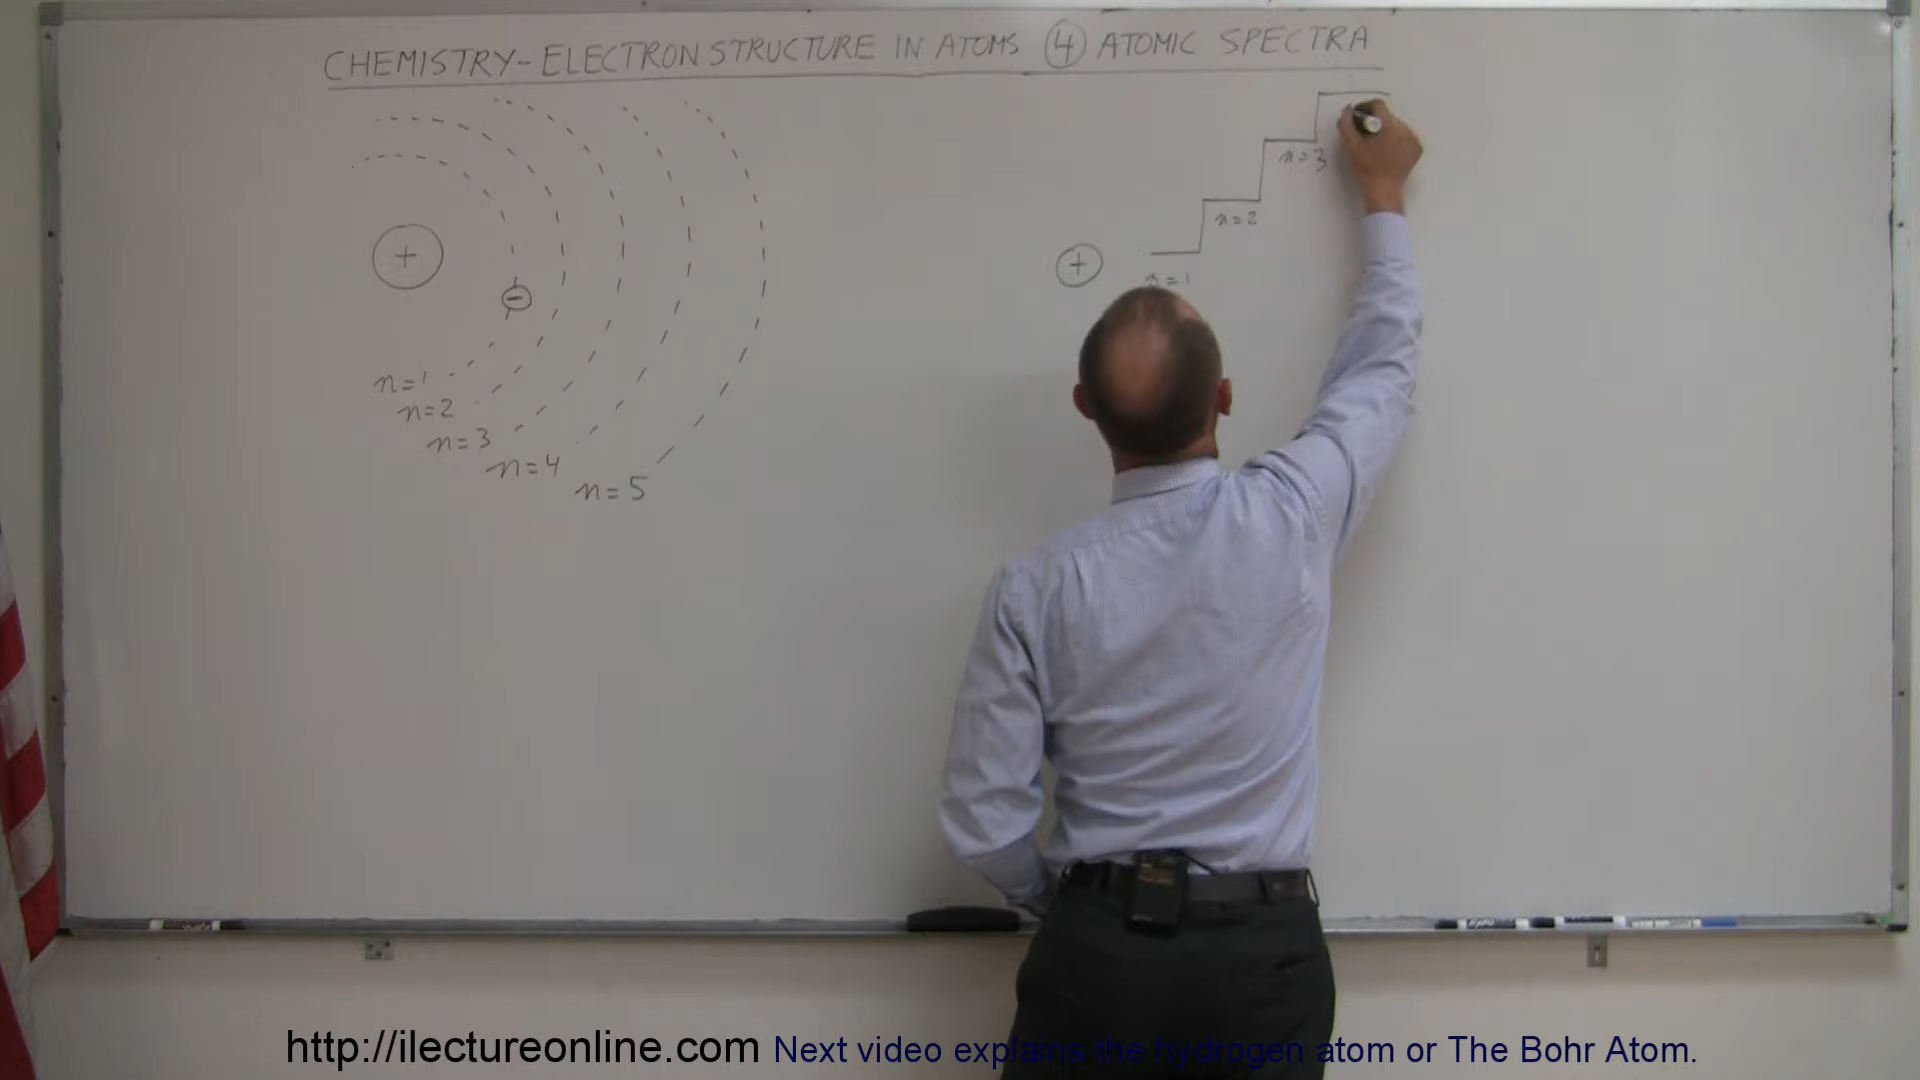 CHEMISTRY-ELECTRON STRUCTURE IN ATOMS ④ ATOMIC SPECTRA
+
-
n=1
n=2
n=3
n=4
n=5
+
n=1
n=2
n=3
http://ilectureonline.com Next video explains the hydrogen atom or The Bohr Atom.